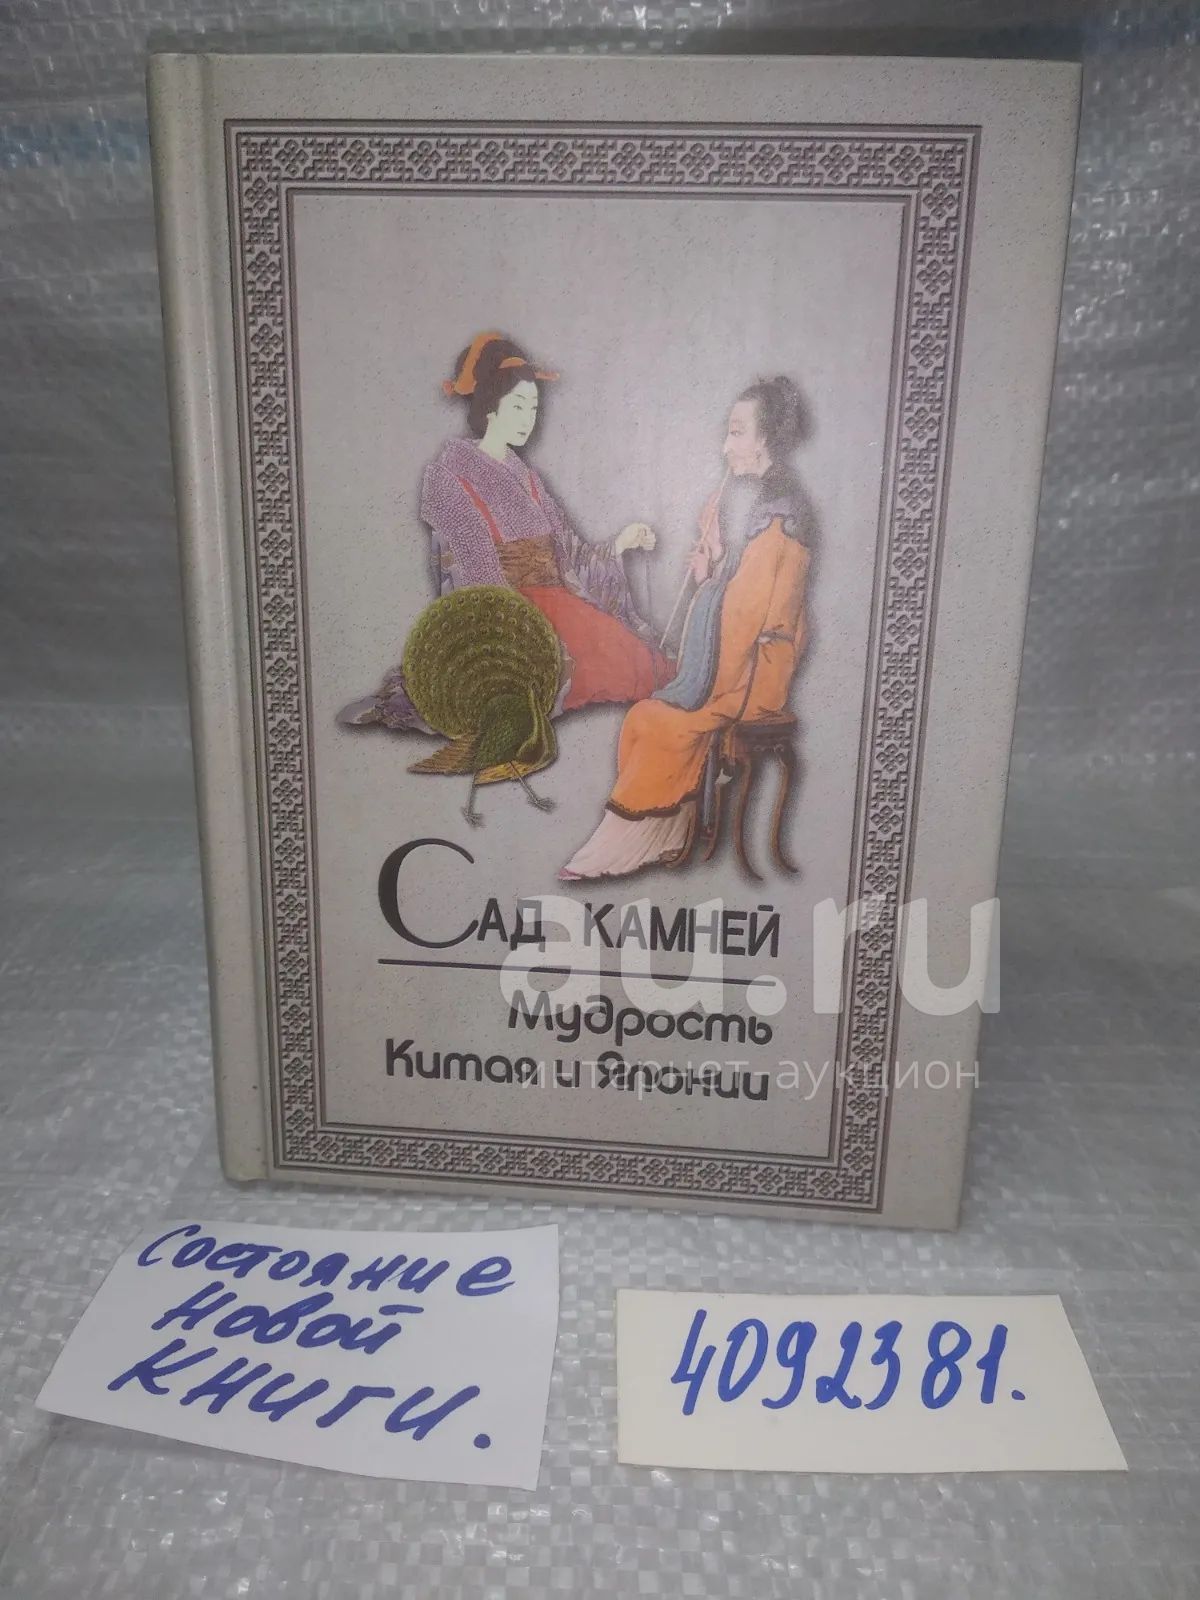 Сад камней
Мудрость
Китая и Японии
au.ru
интернет-аукцион
Состояние
новой
книги.
4092381.